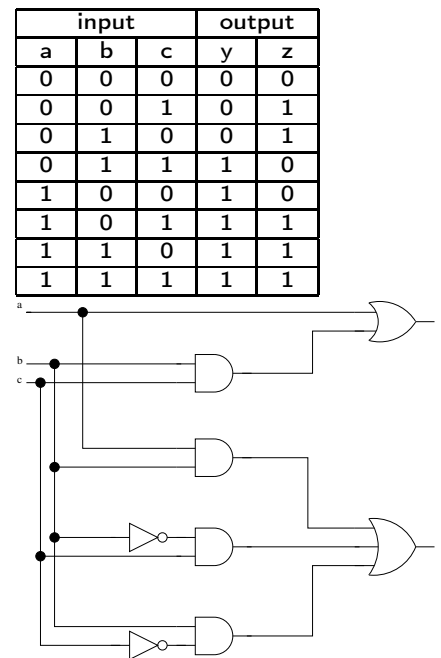 input output
a b c y z
0 0 0 0 0
0 0 1 0 1
0 1 0 0 1
0 1 1 1 0
1 0 0 1 0
1 0 1 1 1
1 1 0 1 1
1 1 1 1 1
a
b
c